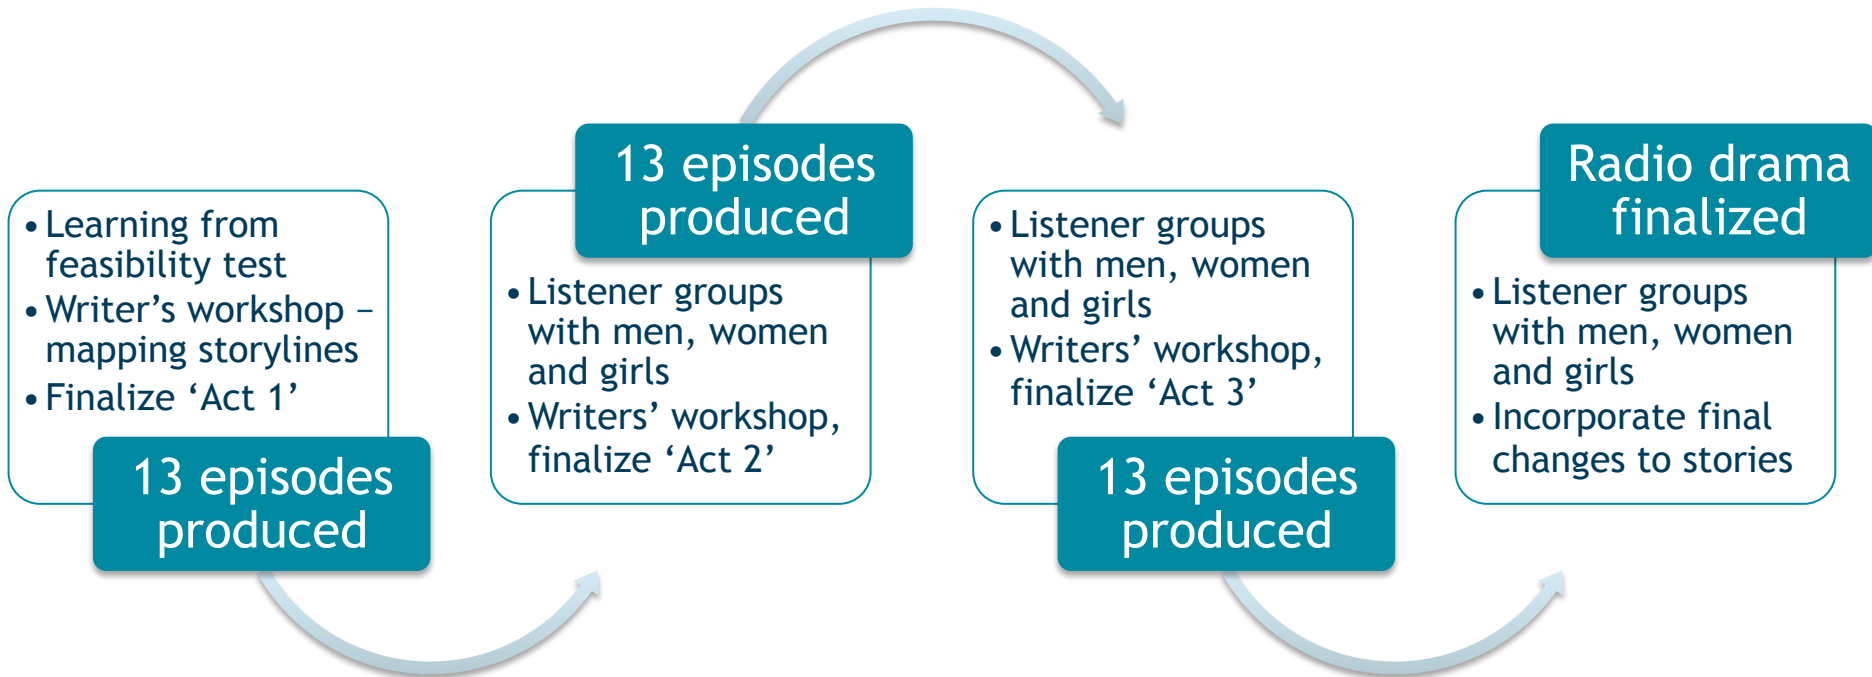 • Learning from
feasibility test
• Writer’s workshop –
mapping storylines
• Finalize ‘Act 1’
13 episodes
produced
13 episodes
produced
• Listener groups
with men, women
and girls
• Writers’ workshop,
finalize ‘Act 2’
• Listener groups
with men, women
and girls
• Writers’ workshop,
finalize ‘Act 3’
13 episodes
produced
Radio drama
finalized
• Listener groups
with men, women
and girls
• Incorporate final
changes to stories